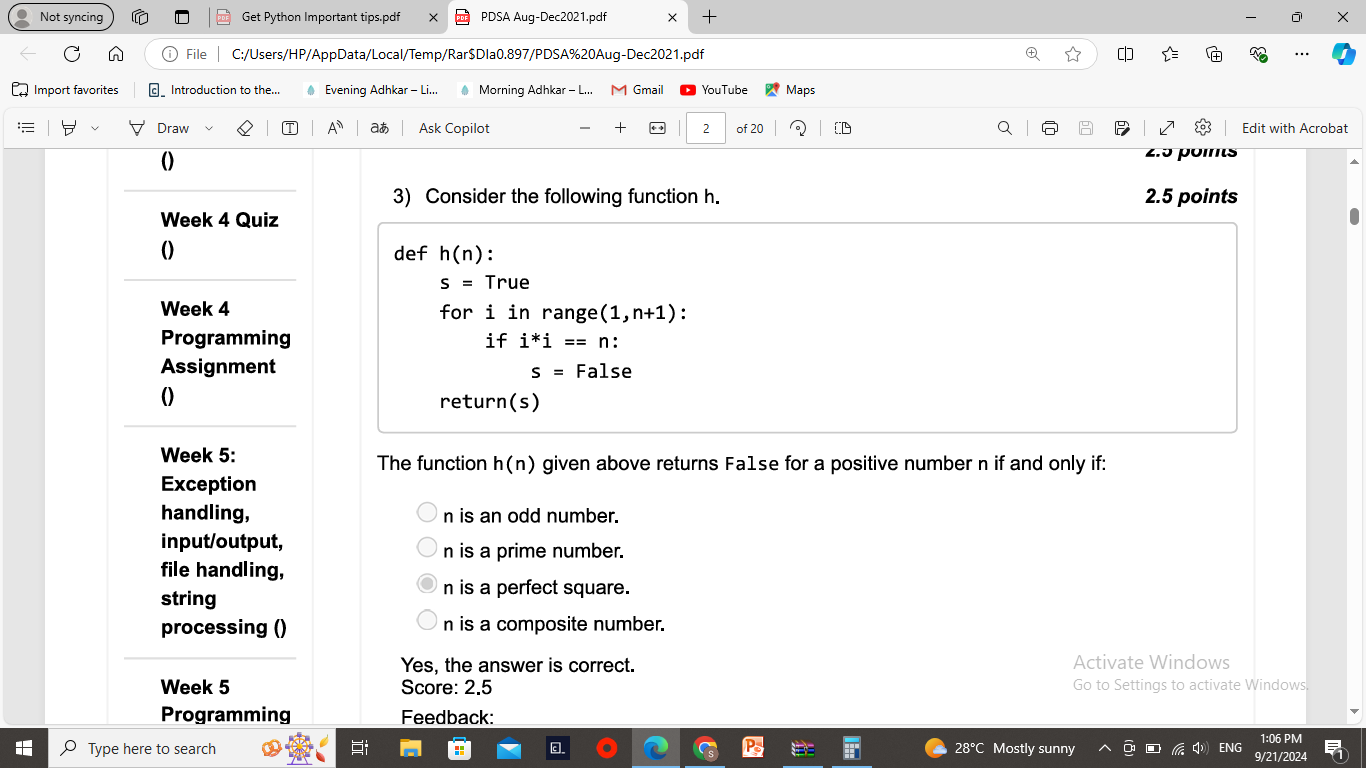 Not syncing
Get Python Important tips.pdf
PDSA Aug-Dec2021.pdf
File
C:/Users/HP/AppData/Local/Temp/Rar$DIa0.897/PDSA%20Aug-Dec2021.pdf
Import favorites
Introduction to the...
Evening Adhkar – Li...
Morning Adhkar – L...
Gmail
YouTube
Maps
Draw
Ask Copilot
2
of 20
Edit with Acrobat
()
Week 4 Quiz
()
Week 4
Programming
Assignment
()
Week 5:
Exception
handling,
input/output,
file handling,
string
processing ()
Week 5
Programming
2.5 points
3) Consider the following function h.
2.5 points
def h(n):
    s = True
    for i in range(1,n+1):
        if i*i == n:
            s = False
    return(s)
The function h(n) given above returns False for a positive number n if and only if:
n is an odd number.
n is a prime number.
n is a perfect square.
n is a composite number.
Yes, the answer is correct.
Score: 2.5
Feedback:
Activate Windows
Go to Settings to activate Windows.
Type here to search
28°C Mostly sunny
ENG
1:06 PM
9/21/2024
1